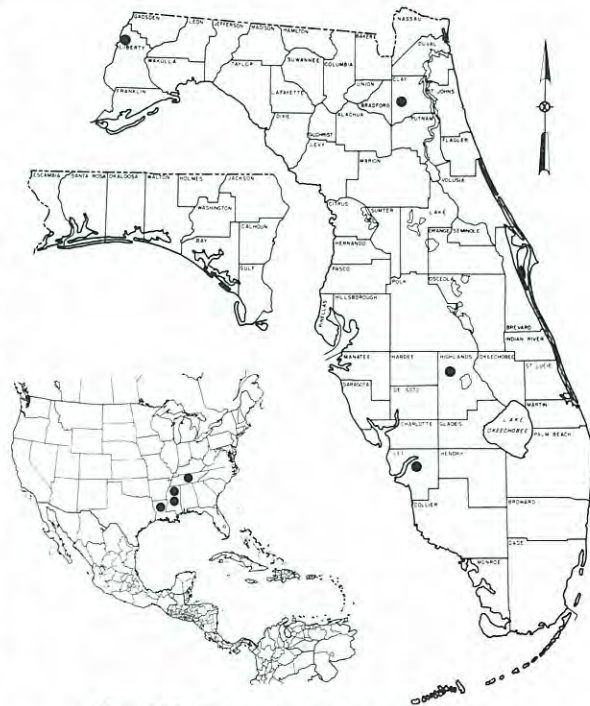 NASSAU
GADSDEN
LEON
JEFFERSON
MADISON
HAMILTON
BAKER
DUVAL
LIBERTY
WAKULLA
TAYLOR
SUWANNEE
COLUMBIA
UNION
CLAY
ST JOHNS
FRANKLIN
LAFAYETTE
BRADFORD
DIXIE
GILCHRIST
ALACHUA
PUTNAM
FLAGLER
LEVY
MARION
VOLUSIA
ESCAMBIA
SANTA ROSA
OKALOOSA
WALTON
HOLMES
JACKSON
WASHINGTON
BAY
CALHOUN
GULF
CITRUS
SUMTER
LAKE
HERNANDO
ORANGE
SEMINOLE
PASCO
POLK
OSCEOLA
HILLSBOROUGH
PINELLAS
BREVARD
INDIAN RIVER
MANATEE
HARDEE
HIGHLANDS
OKEECHOBEE
ST LUCIE
SARASOTA
DE SOTO
MARTIN
CHARLOTTE
GLADES
LAKE
OKEECHOBEE
PALM BEACH
LEE
HENDRY
COLLIER
BROWARD
DADE
MONROE